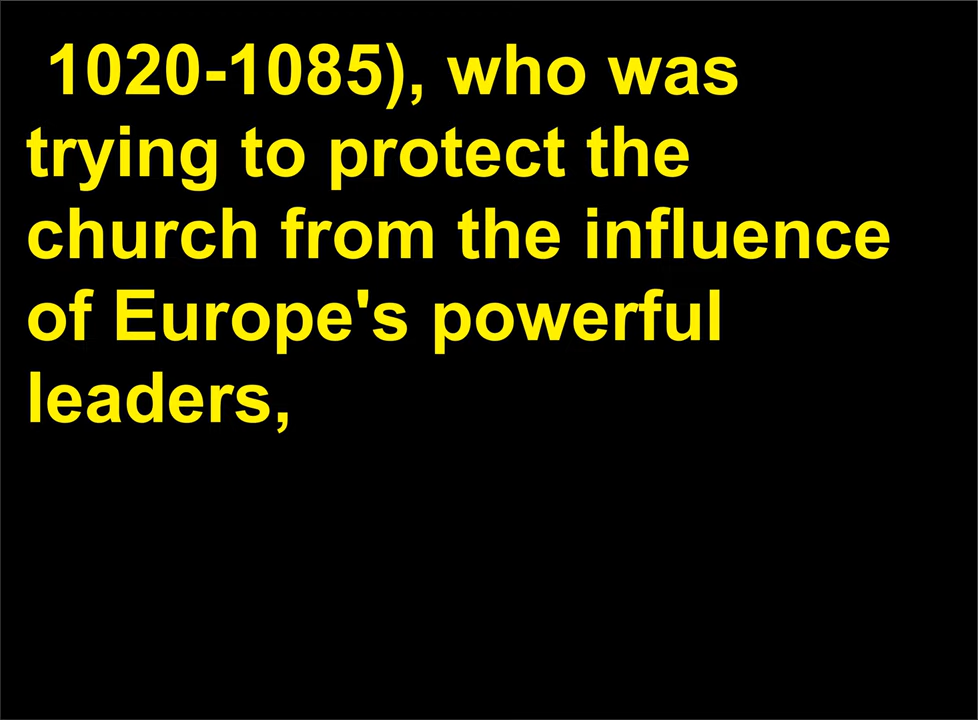 1020-1085), who was
trying to protect the
church from the influence
of Europe's powerful
leaders,